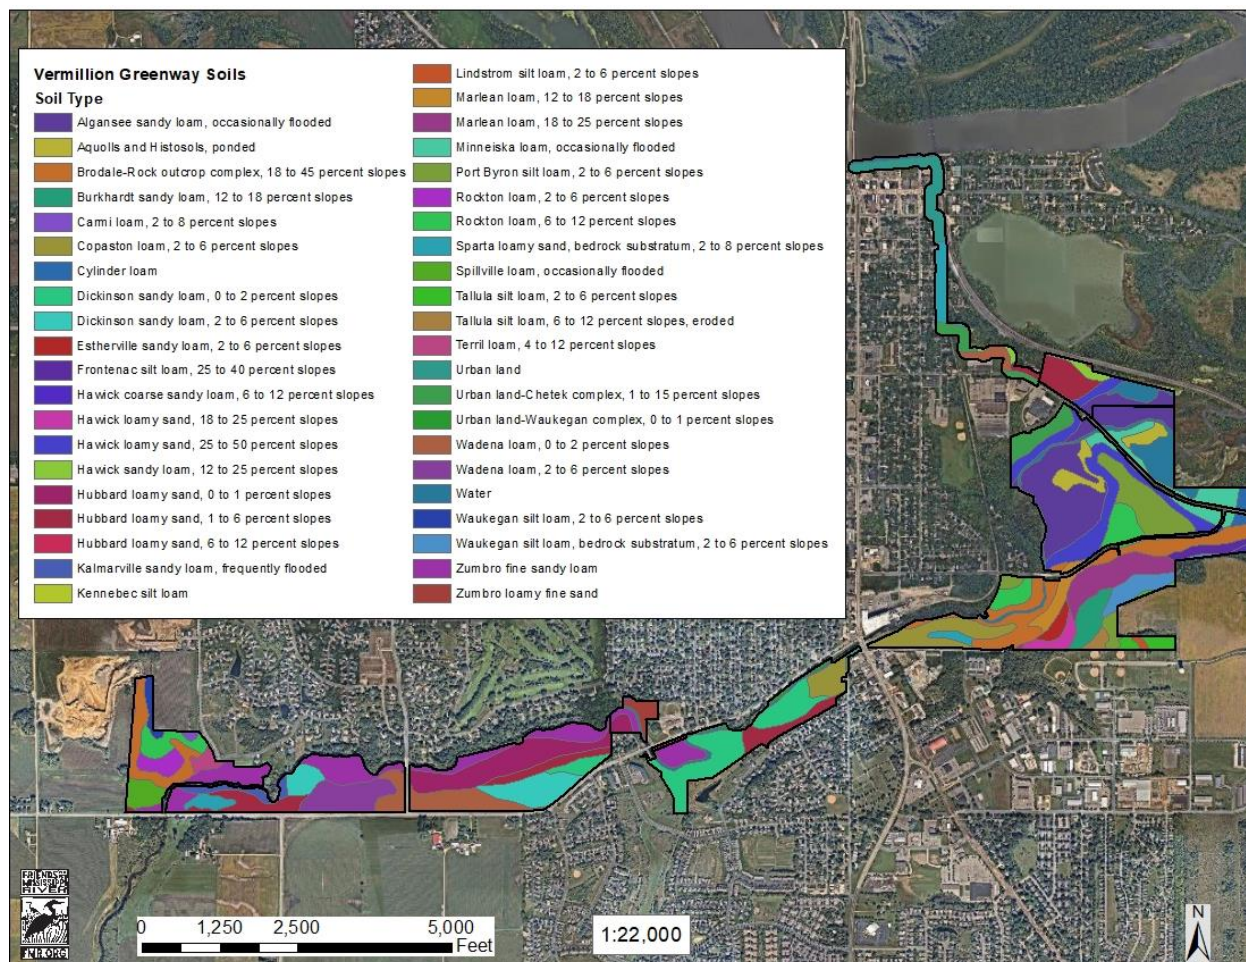 Vermillion Greenway Soils
Soil Type
Algansee sandy loam, occasionally flooded
Aquolls and Histosols, ponded
Brodale-Rock outcrop complex, 18 to 45 percent slopes
Burkhardt sandy loam, 12 to 18 percent slopes
Carmi loam, 2 to 8 percent slopes
Copaston loam, 2 to 6 percent slopes
Cylinder loam
Dickinson sandy loam, 0 to 2 percent slopes
Dickinson sandy loam, 2 to 6 percent slopes
Estherville sandy loam, 2 to 6 percent slopes
Frontenac silt loam, 25 to 40 percent slopes
Hawick coarse sandy loam, 6 to 12 percent slopes
Hawick loamy sand, 18 to 25 percent slopes
Hawick loamy sand, 25 to 50 percent slopes
Hawick sandy loam, 12 to 25 percent slopes
Hubbard loamy sand, 0 to 1 percent slopes
Hubbard loamy sand, 1 to 6 percent slopes
Hubbard loamy sand, 6 to 12 percent slopes
Kalmarville sandy loam, frequently flooded
Kennebec silt loam
Lindstrom silt loam, 2 to 6 percent slopes
Marlean loam, 12 to 18 percent slopes
Marlean loam, 18 to 25 percent slopes
Minneiska loam, occasionally flooded
Port Byron silt loam, 2 to 6 percent slopes
Rockton loam, 2 to 6 percent slopes
Rockton loam, 6 to 12 percent slopes
Sparta loamy sand, bedrock substratum, 2 to 8 percent slopes
Spillville loam, occasionally flooded
Tallula silt loam, 2 to 6 percent slopes
Tallula silt loam, 6 to 12 percent slopes, eroded
Terril loam, 4 to 12 percent slopes
Urban land
Urban land-Chetek complex, 1 to 15 percent slopes
Urban land-Waukegan complex, 0 to 1 percent slopes
Wadena loam, 0 to 2 percent slopes
Wadena loam, 2 to 6 percent slopes
Water
Waukegan silt loam, 2 to 6 percent slopes
Waukegan silt loam, bedrock substratum, 2 to 6 percent slopes
Zumbro fine sandy loam
Zumbro loamy fine sand
FRIENDS OF
MISSISSIPPI
RIVER
FMR.ORG
0 1,250 2,500 5,000
Feet
1:22,000
N